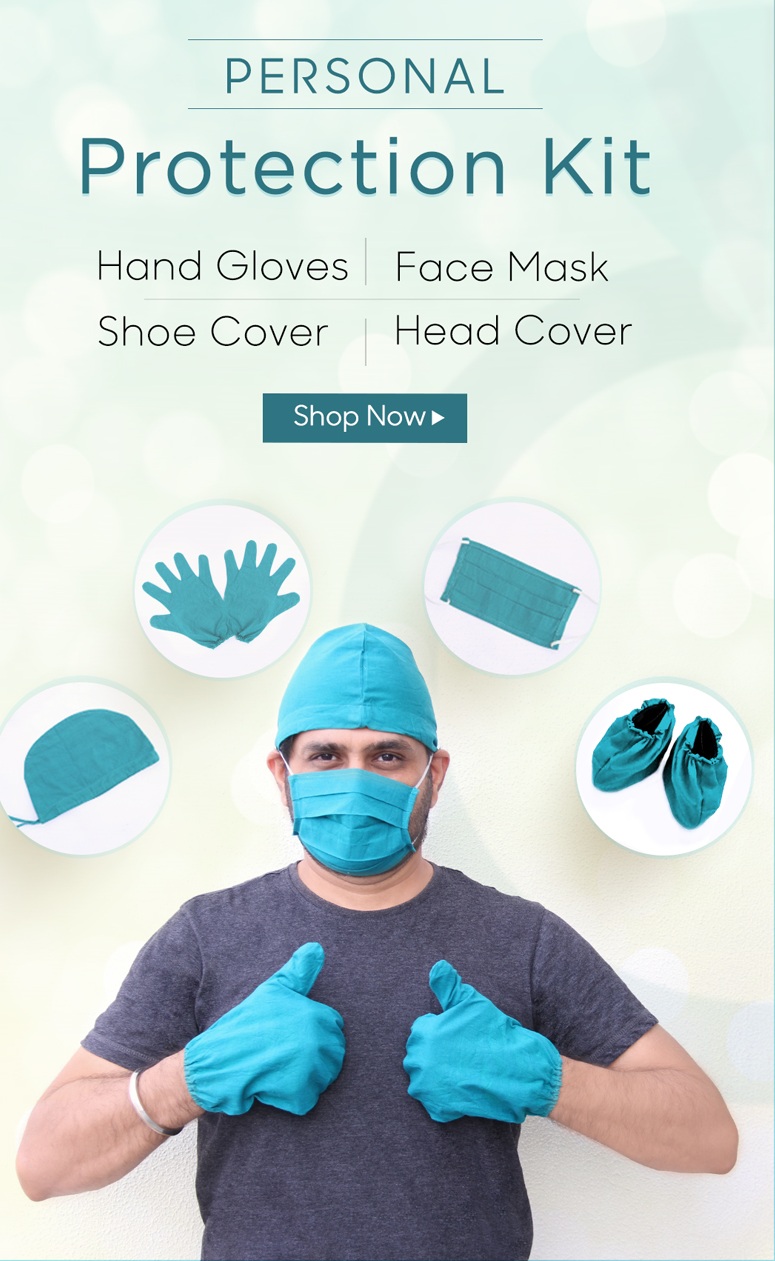 PERSONAL
Protection Kit
Hand Gloves
Face Mask
Shoe Cover
Head Cover
Shop Now